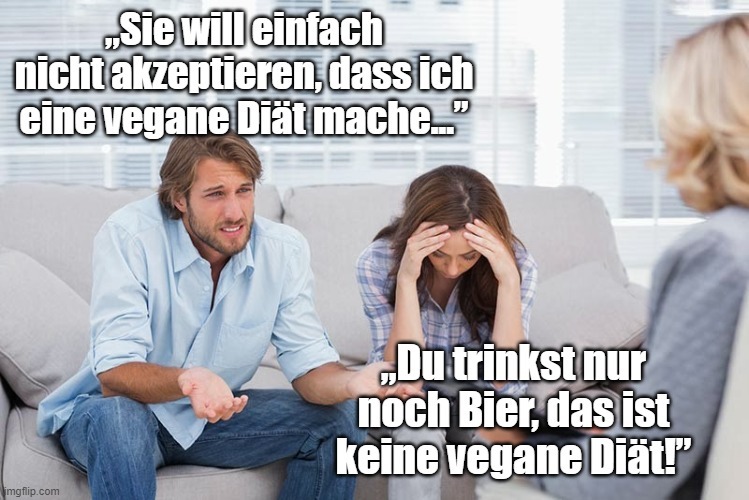 „Sie will einfach
nicht akzeptieren, dass ich
eine vegane Diät mache...”
„Du trinkst nur
noch Bier, das ist
keine vegane Diät!”
imgflip.com